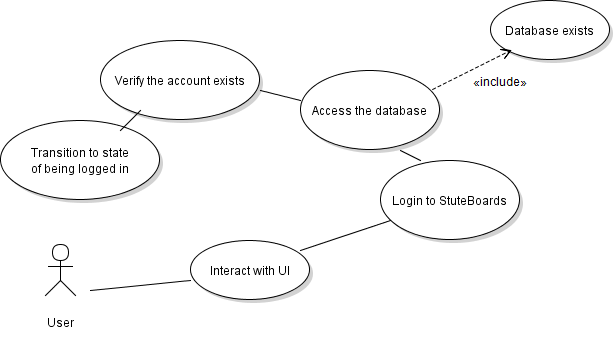 Database exists
Verify the account exists
«include»
Access the database
Transition to state
of being logged in
Login to StuteBoards
Interact with UI
User